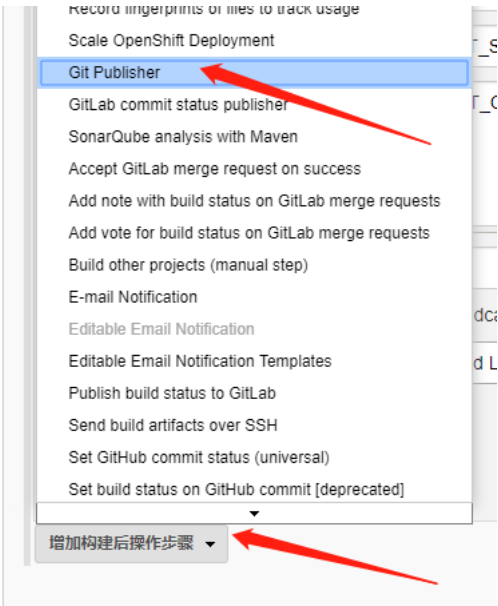 Record fingerprints of files to track usage
Scale OpenShift Deployment
Git Publisher
GitLab commit status publisher
SonarQube analysis with Maven
Accept GitLab merge request on success
Add note with build status on GitLab merge requests
Add vote for build status on GitLab merge requests
Build other projects (manual step)
E-mail Notification
Editable Email Notification
Editable Email Notification Templates
Publish build status to GitLab
Send build artifacts over SSH
Set GitHub commit status (universal)
Set build status on GitHub commit [deprecated]
增加构建后操作步骤